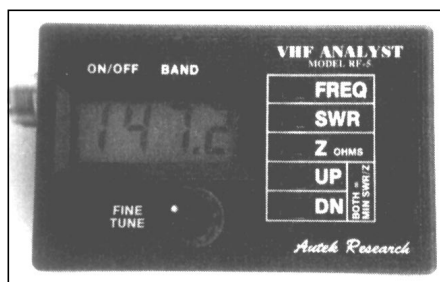 VHF ANALYST
MODEL RF-5
ON/OFF BAND
FREQ
SWR
Z OHMS
UP
DN
BOTH =
MIN SWR/Z
FINE
TUNE
Autek Research